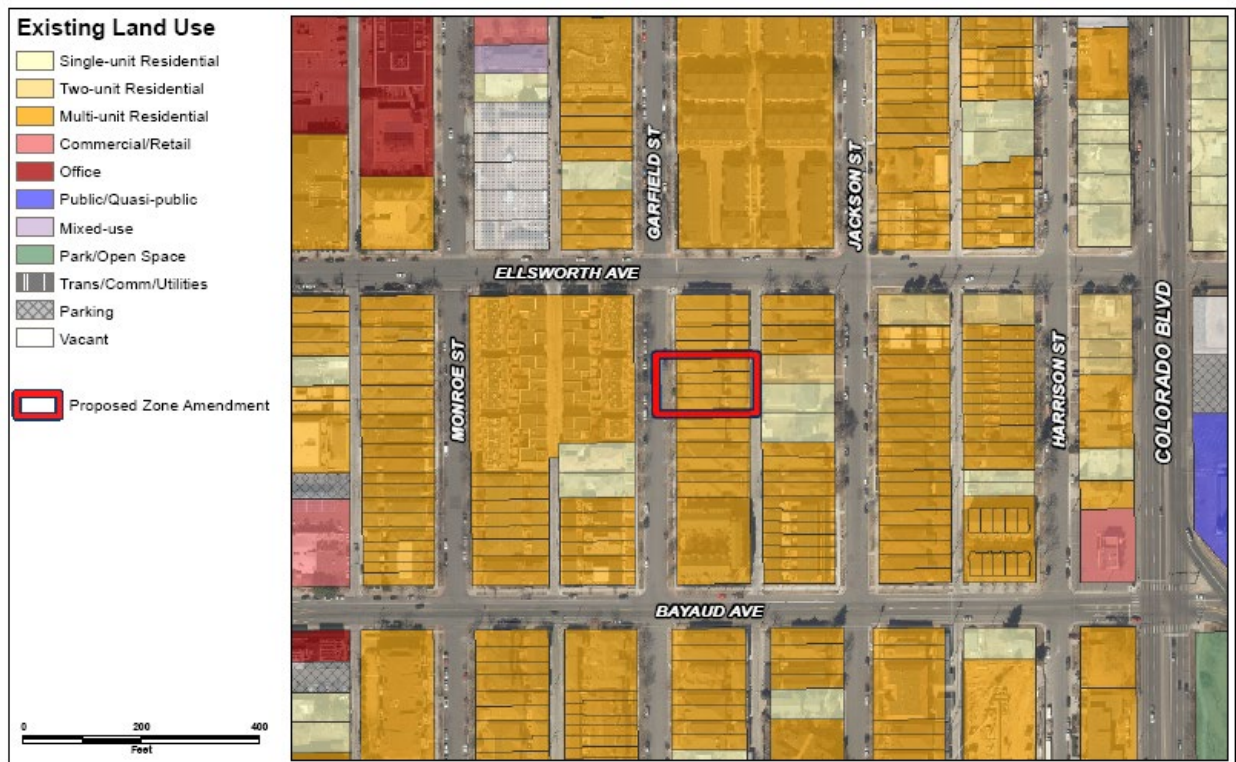 Existing Land Use
Single-unit Residential
Two-unit Residential
Multi-unit Residential
Commercial/Retail
Office
Public/Quasi-public
Mixed-use
Park/Open Space
Trans/Comm/Utilities
Parking
Vacant
Proposed Zone Amendment
0 200 400
Feet
GARFIELD ST
JACKSON ST
ELLSWORTH AVE
MONROE ST
HARRISON ST
COLORADO BLVD
BAYAUD AVE